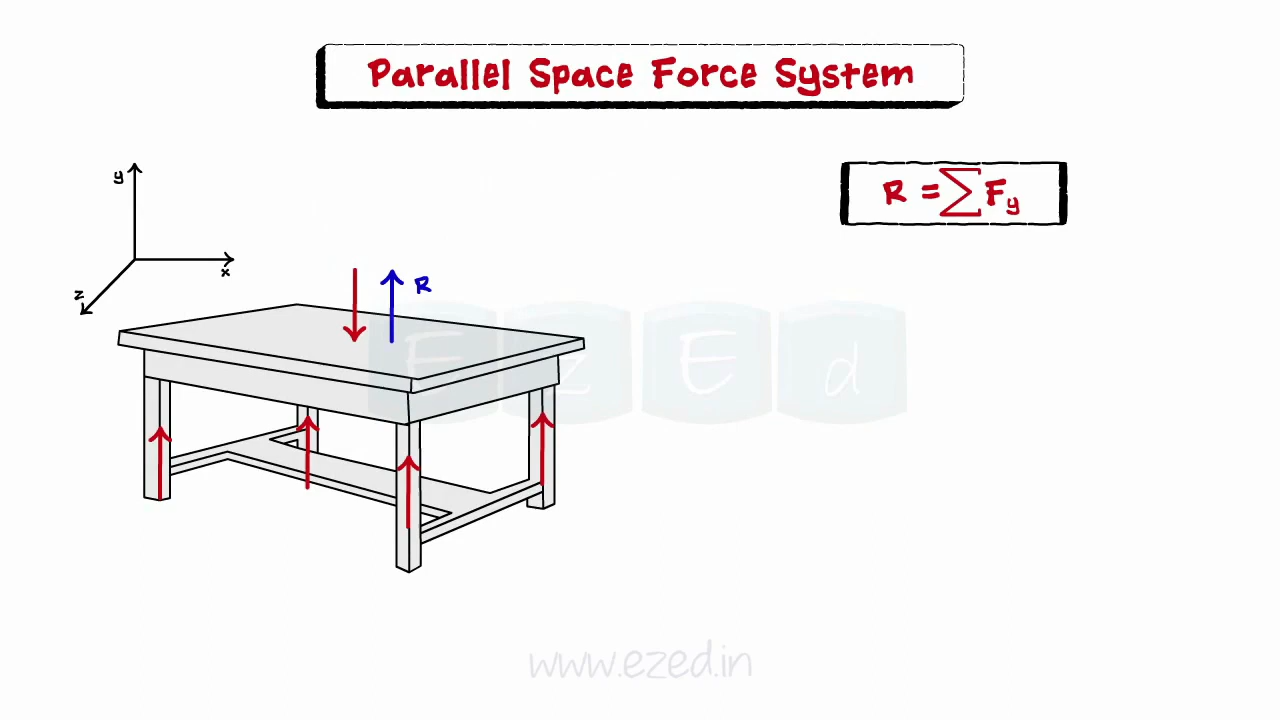 Parallel Space Force System
y
x
z
R = ∑ Fy
R
E z E d
www.ezed.in